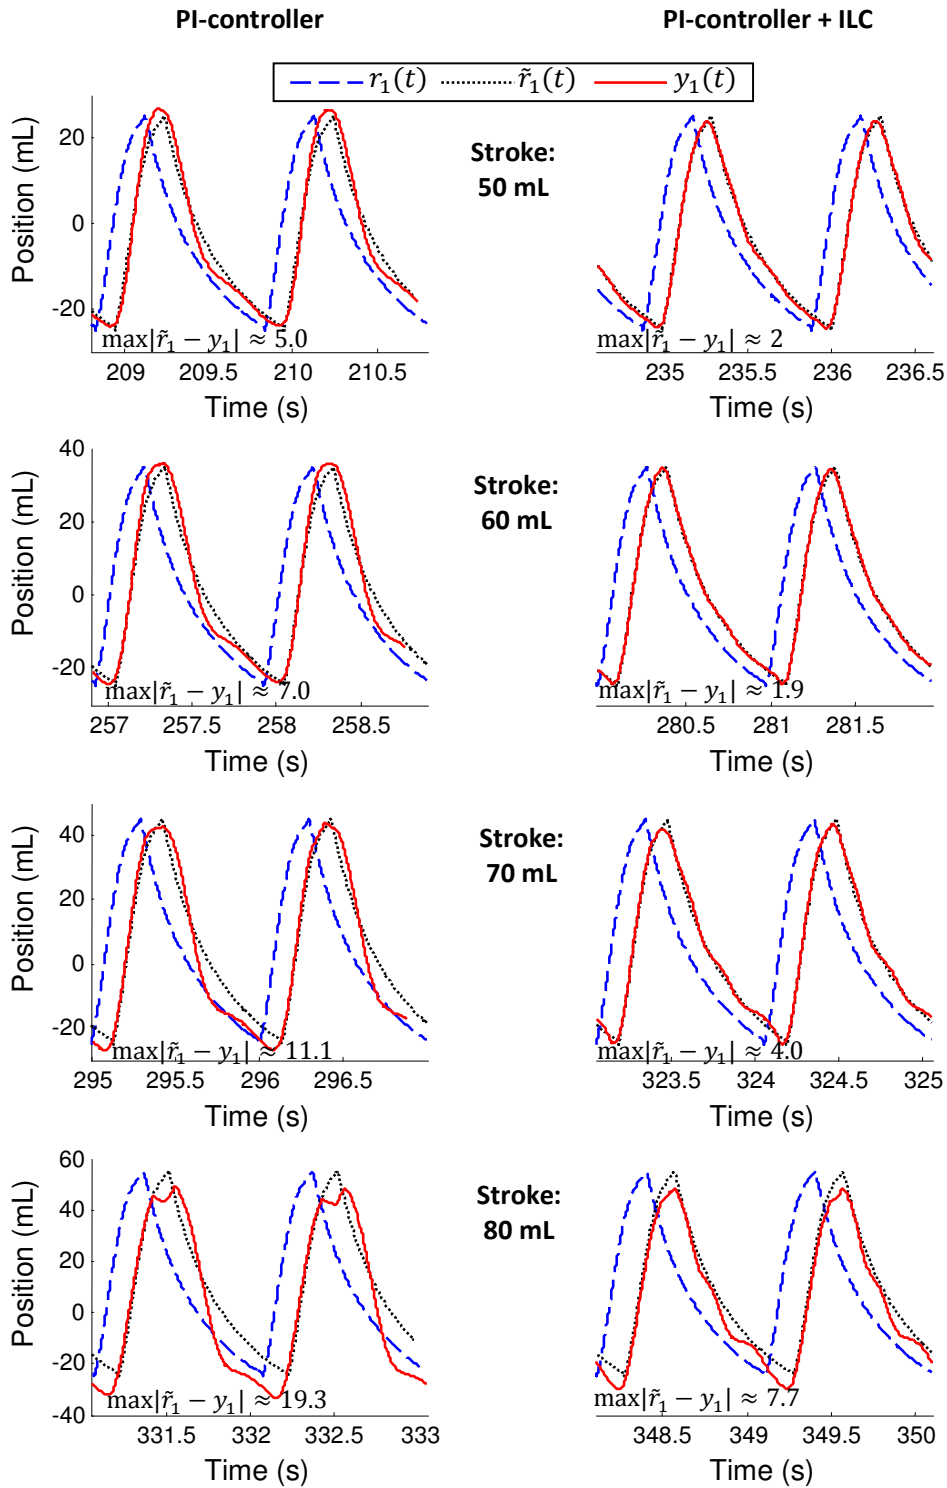 PI-controller
PI-controller + ILC
r₁(t) r̃₁(t) y₁(t)
Position (mL)
20
0
-20
max|r̃₁ − y₁| ≈ 5.0
209 209.5 210 210.5
Time (s)
Stroke:
50 mL
max|r̃₁ − y₁| ≈ 2
235 235.5 236 236.5
Time (s)
Position (mL)
40
20
0
-20
max|r̃₁ − y₁| ≈ 7.0
257 257.5 258 258.5
Time (s)
Stroke:
60 mL
max|r̃₁ − y₁| ≈ 1.9
280.5 281 281.5
Time (s)
Position (mL)
40
20
0
-20
max|r̃₁ − y₁| ≈ 11.1
295 295.5 296 296.5
Time (s)
Stroke:
70 mL
max|r̃₁ − y₁| ≈ 4.0
323.5 324 324.5 325
Time (s)
Position (mL)
60
40
20
0
-20
-40
max|r̃₁ − y₁| ≈ 19.3
331.5 332 332.5 333
Time (s)
Stroke:
80 mL
max|r̃₁ − y₁| ≈ 7.7
348.5 349 349.5 350
Time (s)